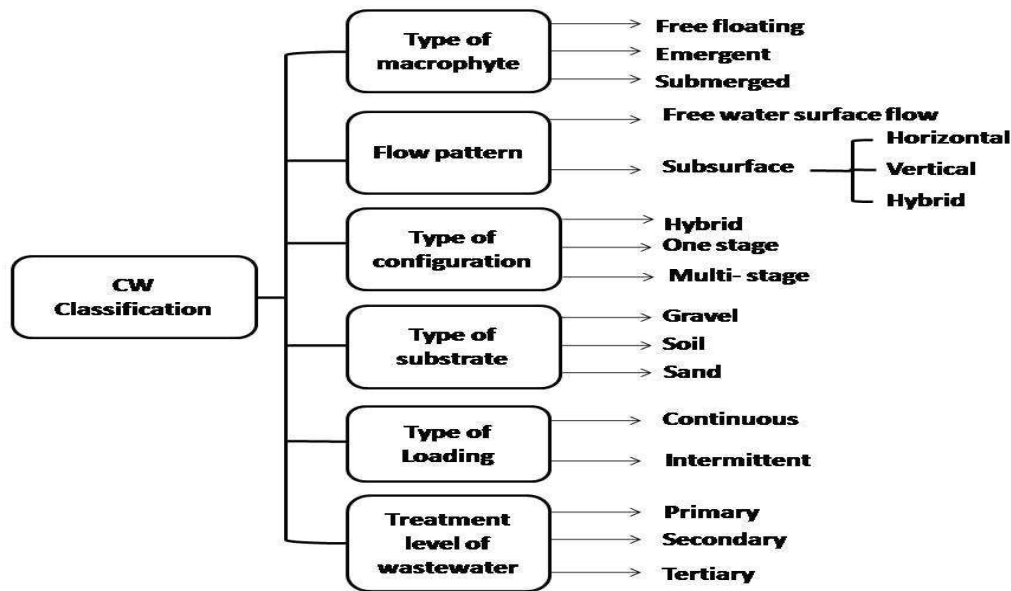 CW
Classification
Type of
macrophyte
Free floating
Emergent
Submerged
Flow pattern
Free water surface flow
Subsurface
Horizontal
Vertical
Hybrid
Type of
configuration
Hybrid
One stage
Multi- stage
Type of
substrate
Gravel
Soil
Sand
Type of
Loading
Continuous
Intermittent
Treatment
level of
wastewater
Primary
Secondary
Tertiary